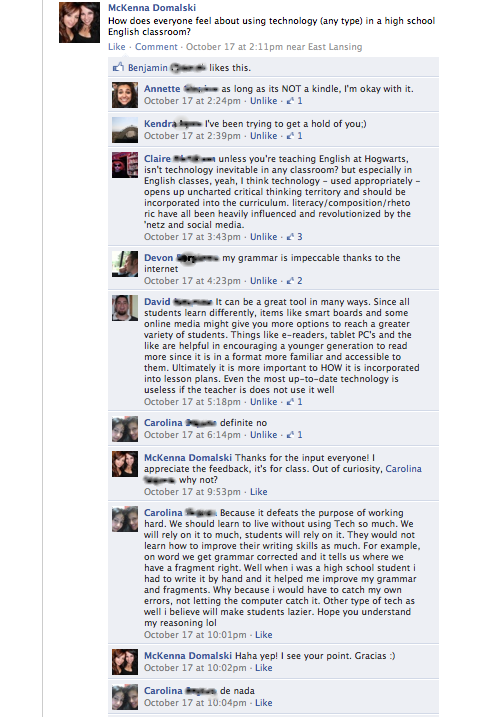 McKenna Domalski
How does everyone feel about using technology (any type) in a high school
English classroom?
Like · Comment · October 17 at 2:11pm near East Lansing
Benjamin likes this.
Annette as long as its NOT a kindle, I'm okay with it.
October 17 at 2:24pm · Unlike · 1
Kendra I've been trying to get a hold of you;)
October 17 at 2:39pm · Unlike · 1
Claire unless you're teaching English at Hogwarts,
isn't technology inevitable in any classroom? but especially in
English classes, yeah, I think technology - used appropriately -
opens up uncharted critical thinking territory and should be
incorporated into the curriculum. literacy/composition/rheto
ric have all been heavily influenced and revolutionized by the
'netz and social media.
October 17 at 3:43pm · Unlike · 3
Devon my grammar is impeccable thanks to the
internet
October 17 at 4:23pm · Unlike · 2
David It can be a great tool in many ways. Since all
students learn differently, items like smart boards and some
online media might give you more options to reach a greater
variety of students. Things like e-readers, tablet PC's and the
like are helpful in encouraging a younger generation to read
more since it is in a format more familiar and accessible to
them. Ultimately it is more important to HOW it is incorporated
into lesson plans. Even the most up-to-date technology is
useless if the teacher is does not use it well
October 17 at 5:18pm · Unlike · 1
Carolina definite no
October 17 at 6:14pm · Unlike · 1
McKenna Domalski Thanks for the input everyone! I
appreciate the feedback, it's for class. Out of curiosity, Carolina
why not?
October 17 at 9:53pm · Like
Carolina Because it defeats the purpose of working
hard. We should learn to live without using Tech so much. We
will rely on it to much, students will rely on it. They would not
learn how to improve their writing skills as much. For example,
on word we get grammar corrected and it tells us where we
have a fragment right. Well when i was a high school student i
had to write it by hand and it helped me improve my grammar
and fragments. Why because i would have to catch my own
errors, not letting the computer catch it. Other type of tech as
well i believe will make students lazier. Hope you understand
my reasoning lol
October 17 at 10:01pm · Like
McKenna Domalski Haha yep! I see your point. Gracias :)
October 17 at 10:02pm · Like
Carolina de nada
October 17 at 10:04pm · Like